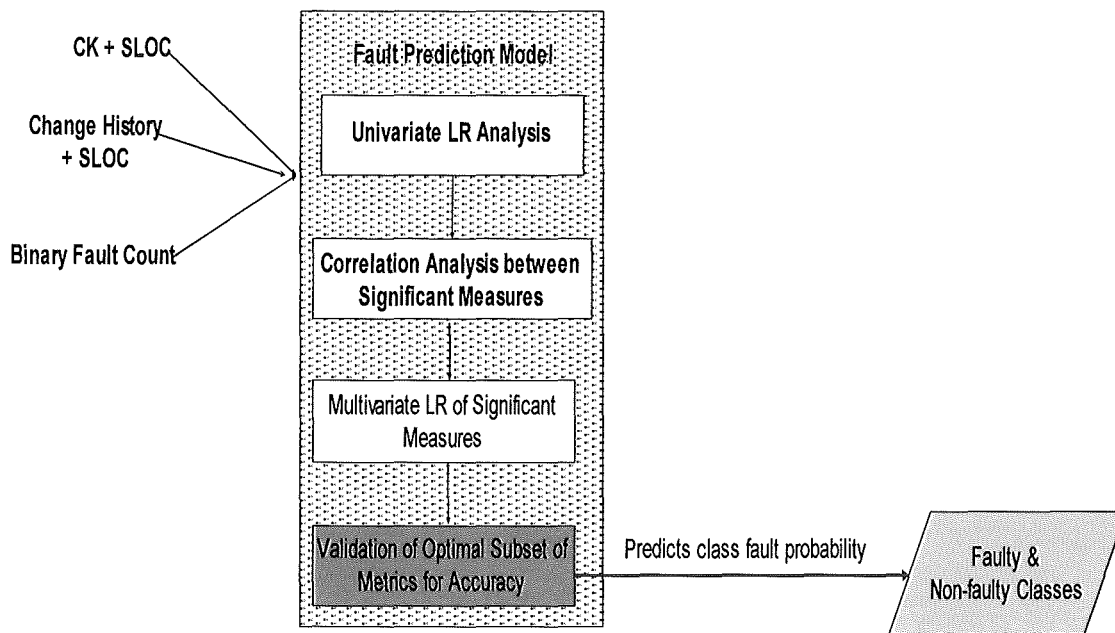 CK + SLOC
Change History
+ SLOC
Binary Fault Count
Fault Prediction Model
Univariate LR Analysis
Correlation Analysis between
Significant Measures
Multivariate LR of Significant
Measures
Validation of Optimal Subset of
Metrics for Accuracy
Predicts class fault probability
Faulty &
Non-faulty Classes